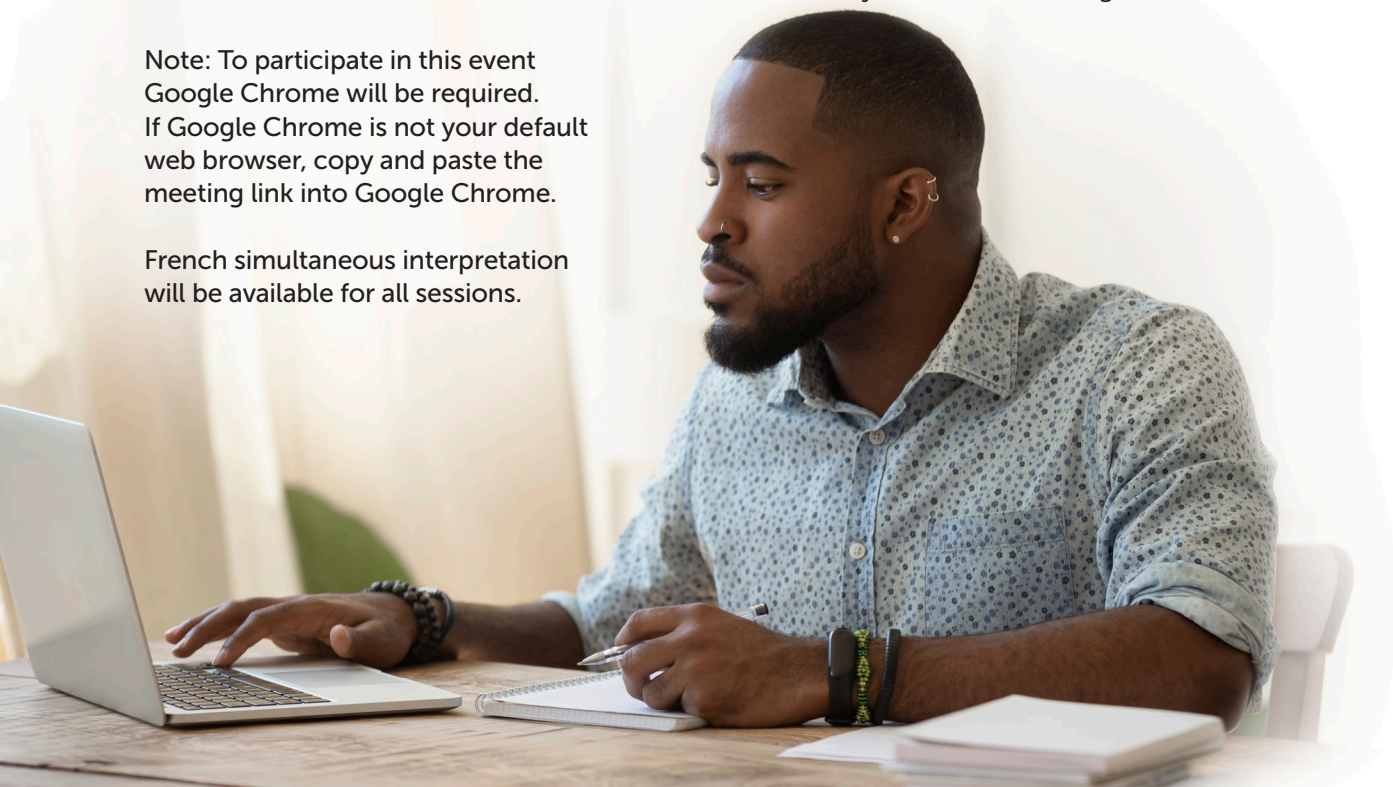 Note: To participate in this event
Google Chrome will be required.
If Google Chrome is not your default
web browser, copy and paste the
meeting link into Google Chrome.
French simultaneous interpretation
will be available for all sessions.